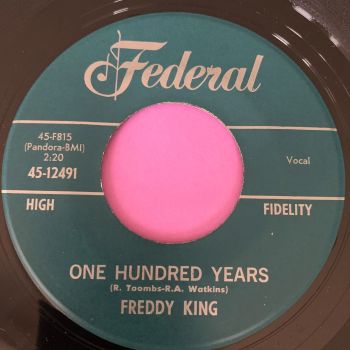 Federal
45-F815
(Pandora-BMI)
2:20
45-12491
Vocal
HIGH
FIDELITY
ONE HUNDRED YEARS
(R. Toombs-R.A. Watkins)
FREDDY KING